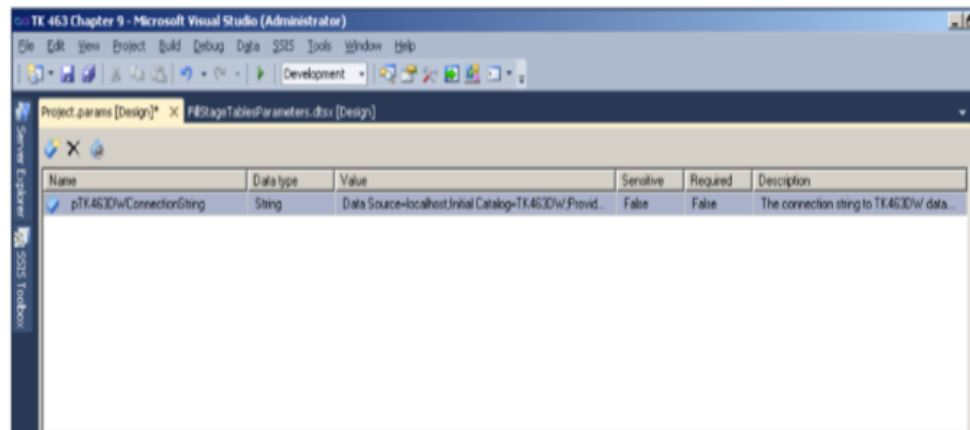 TK 463 Chapter 9 - Microsoft Visual Studio (Administrator)
File Edit View Project Build Debug Data SSIS Tools Window Help
Development
Project.params [Design]* X FillStageTablesParameters.dtsx [Design]
Server Explorer
SSIS Toolbox
Name Data type Value Sensitive Required Description
pTK463DWConnectionString String Data Source=localhost;Initial Catalog=TK463DW;Provid... False False The connection string to TK463DW data...